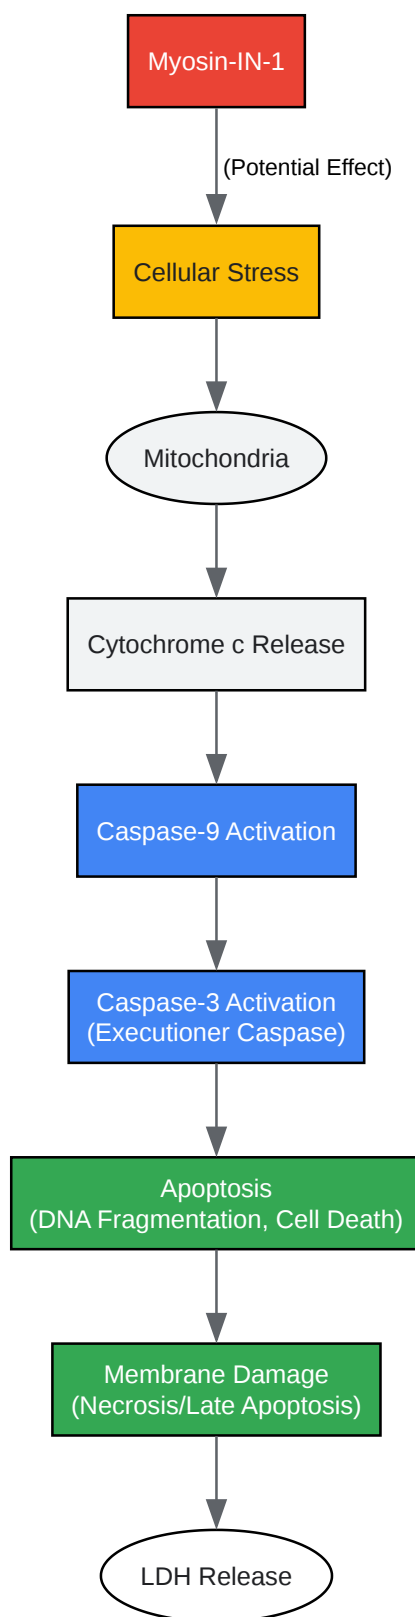 Myosin-IN-1
(Potential Effect)
Cellular Stress
Mitochondria
Cytochrome c Release
Caspase-9 Activation
Caspase-3 Activation
(Executioner Caspase)
Apoptosis
(DNA Fragmentation, Cell Death)
Membrane Damage
(Necrosis/Late Apoptosis)
LDH Release